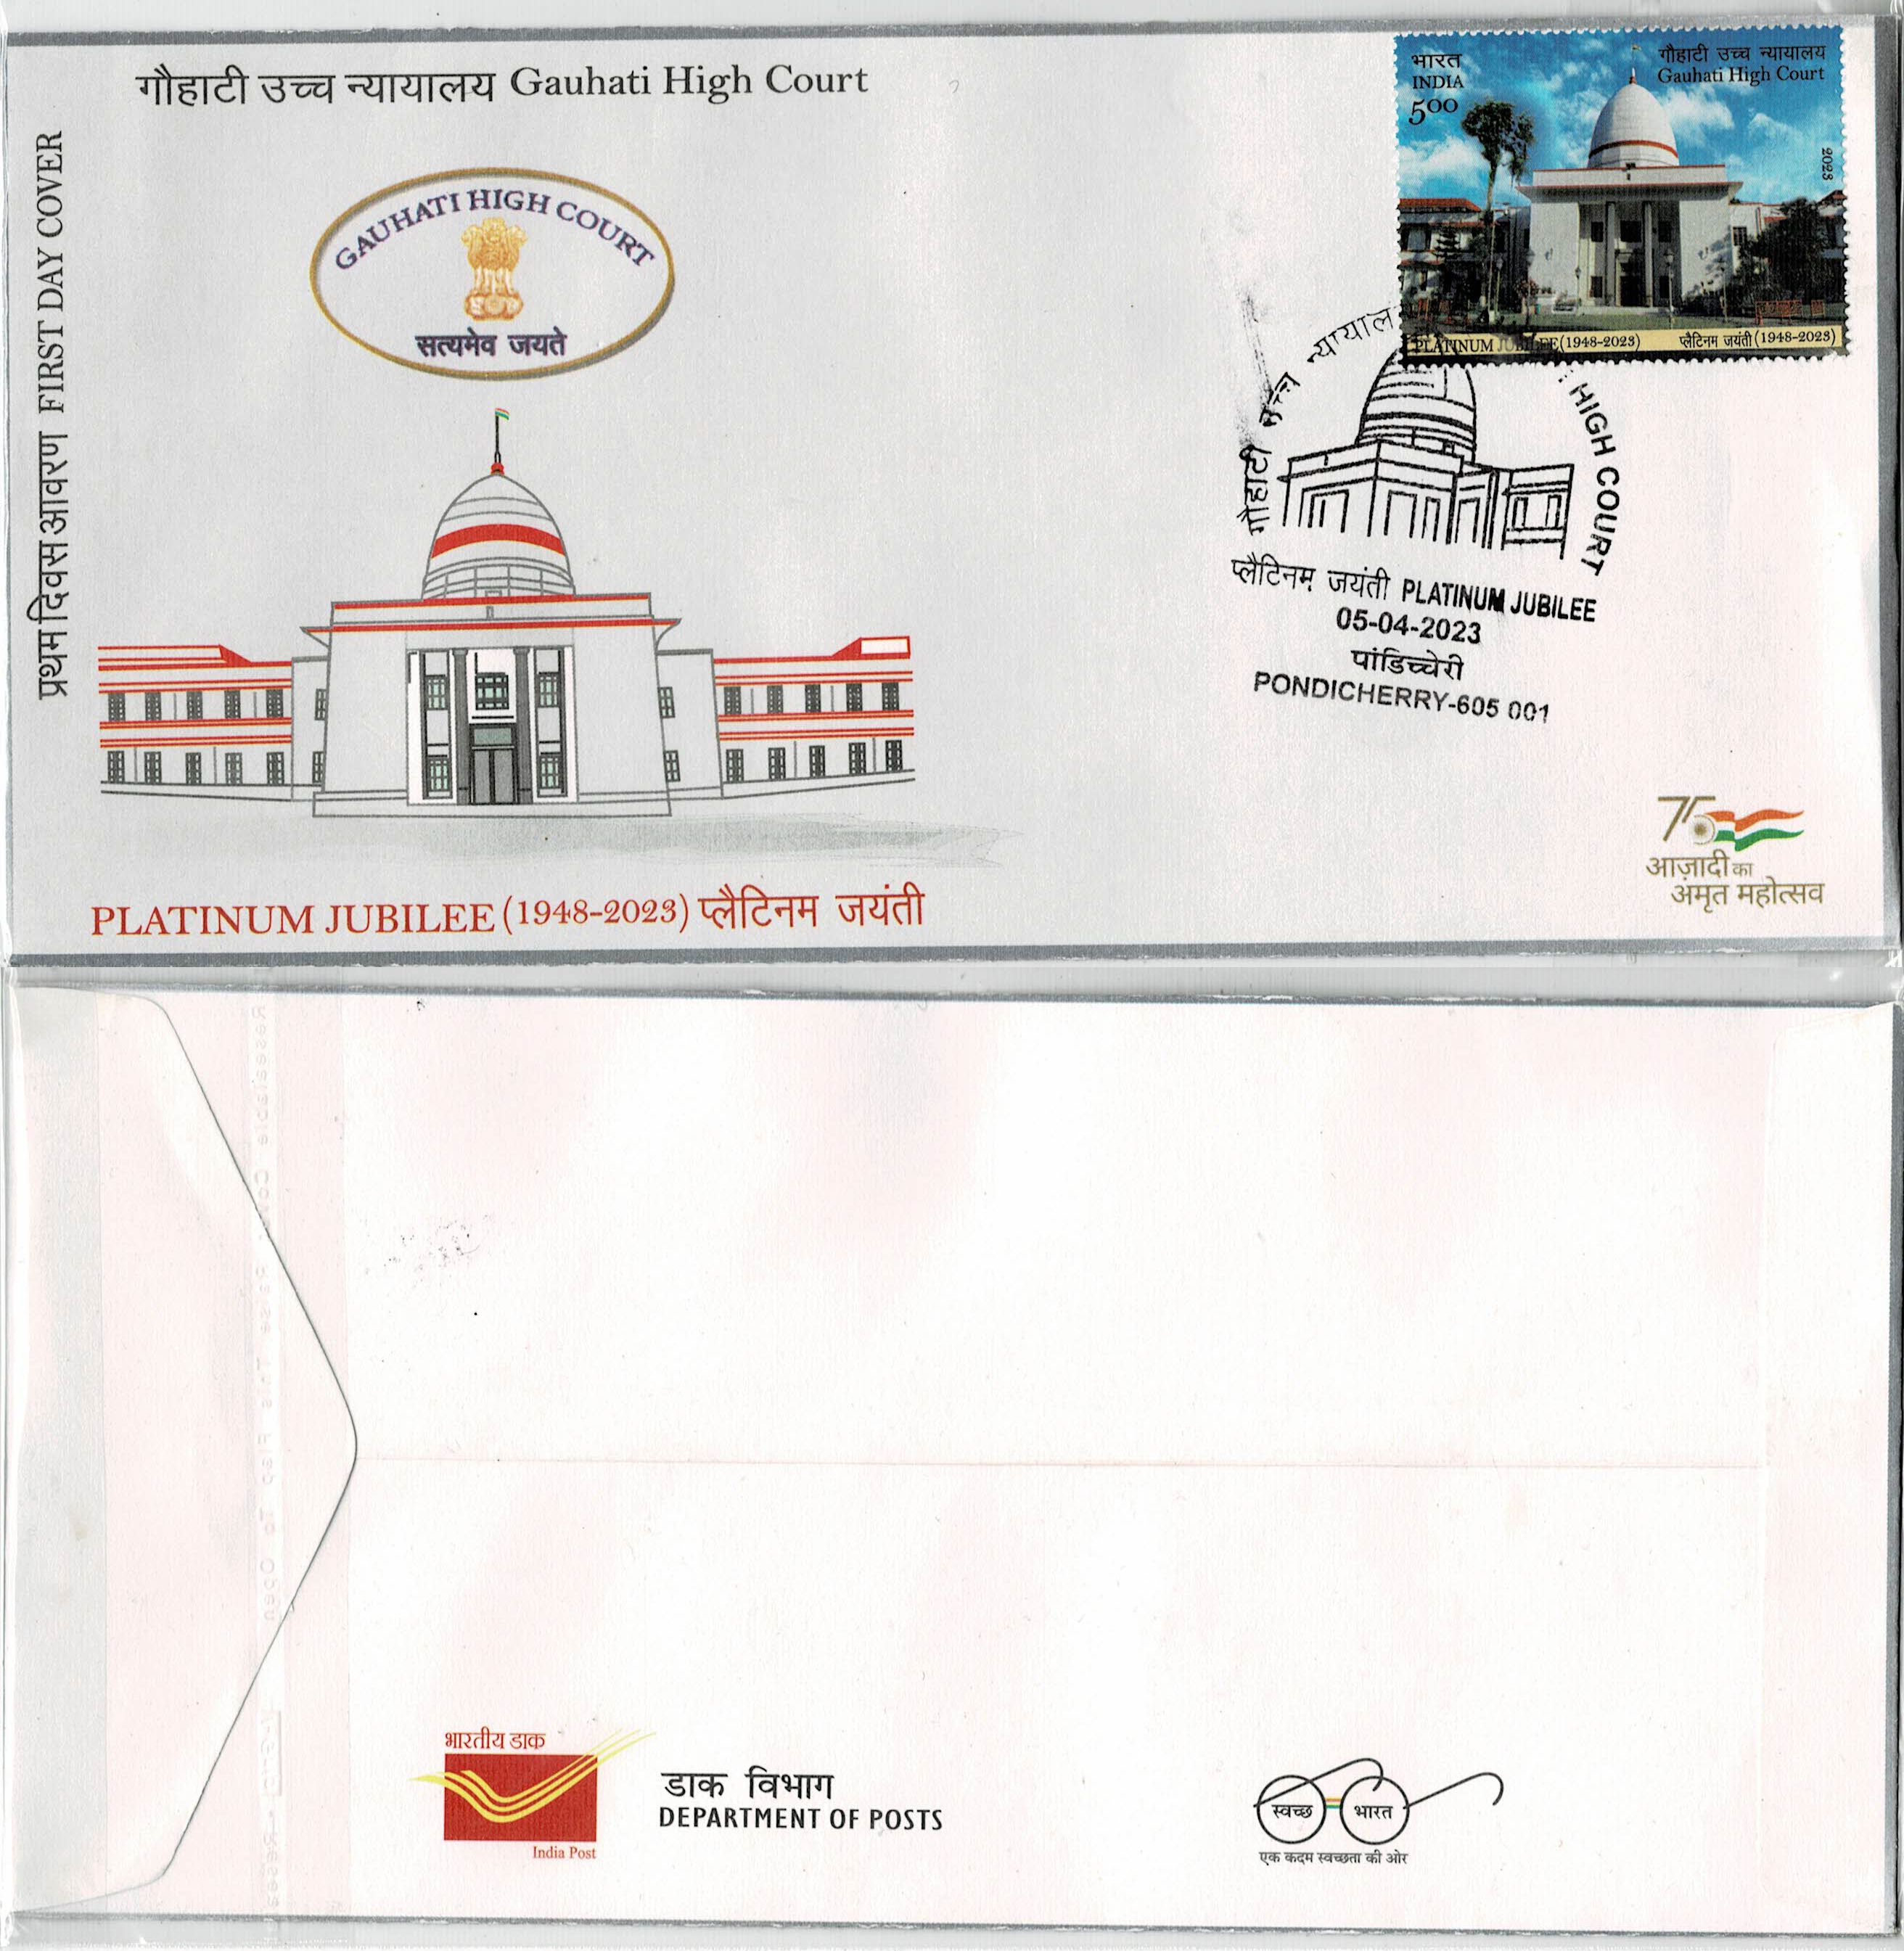 गौहाटी उच्च न्यायालय Gauhati High Court
प्रथम दिवस आवरण FIRST DAY COVER
GAUHATI HIGH COURT
सत्यमेव जयते
PLATINUM JUBILEE (1948-2023) प्लैटिनम जयंती
भारत
INDIA
500
गौहाटी उच्च न्यायालय
Gauhati High Court
2023
PLATINUM JUBILEE (1948-2023) प्लैटिनम जयंती (1948-2023)
गौहाटी उच्च न्यायालय
HIGH COURT
प्लैटिनम जयंती PLATINUM JUBILEE
05-04-2023
पांडिच्चेरी
PONDICHERRY-605 001
75
आज़ादी का
अमृत महोत्सव
भारतीय डाक
India Post
डाक विभाग
DEPARTMENT OF POSTS
स्वच्छ भारत
एक कदम स्वच्छता की ओर